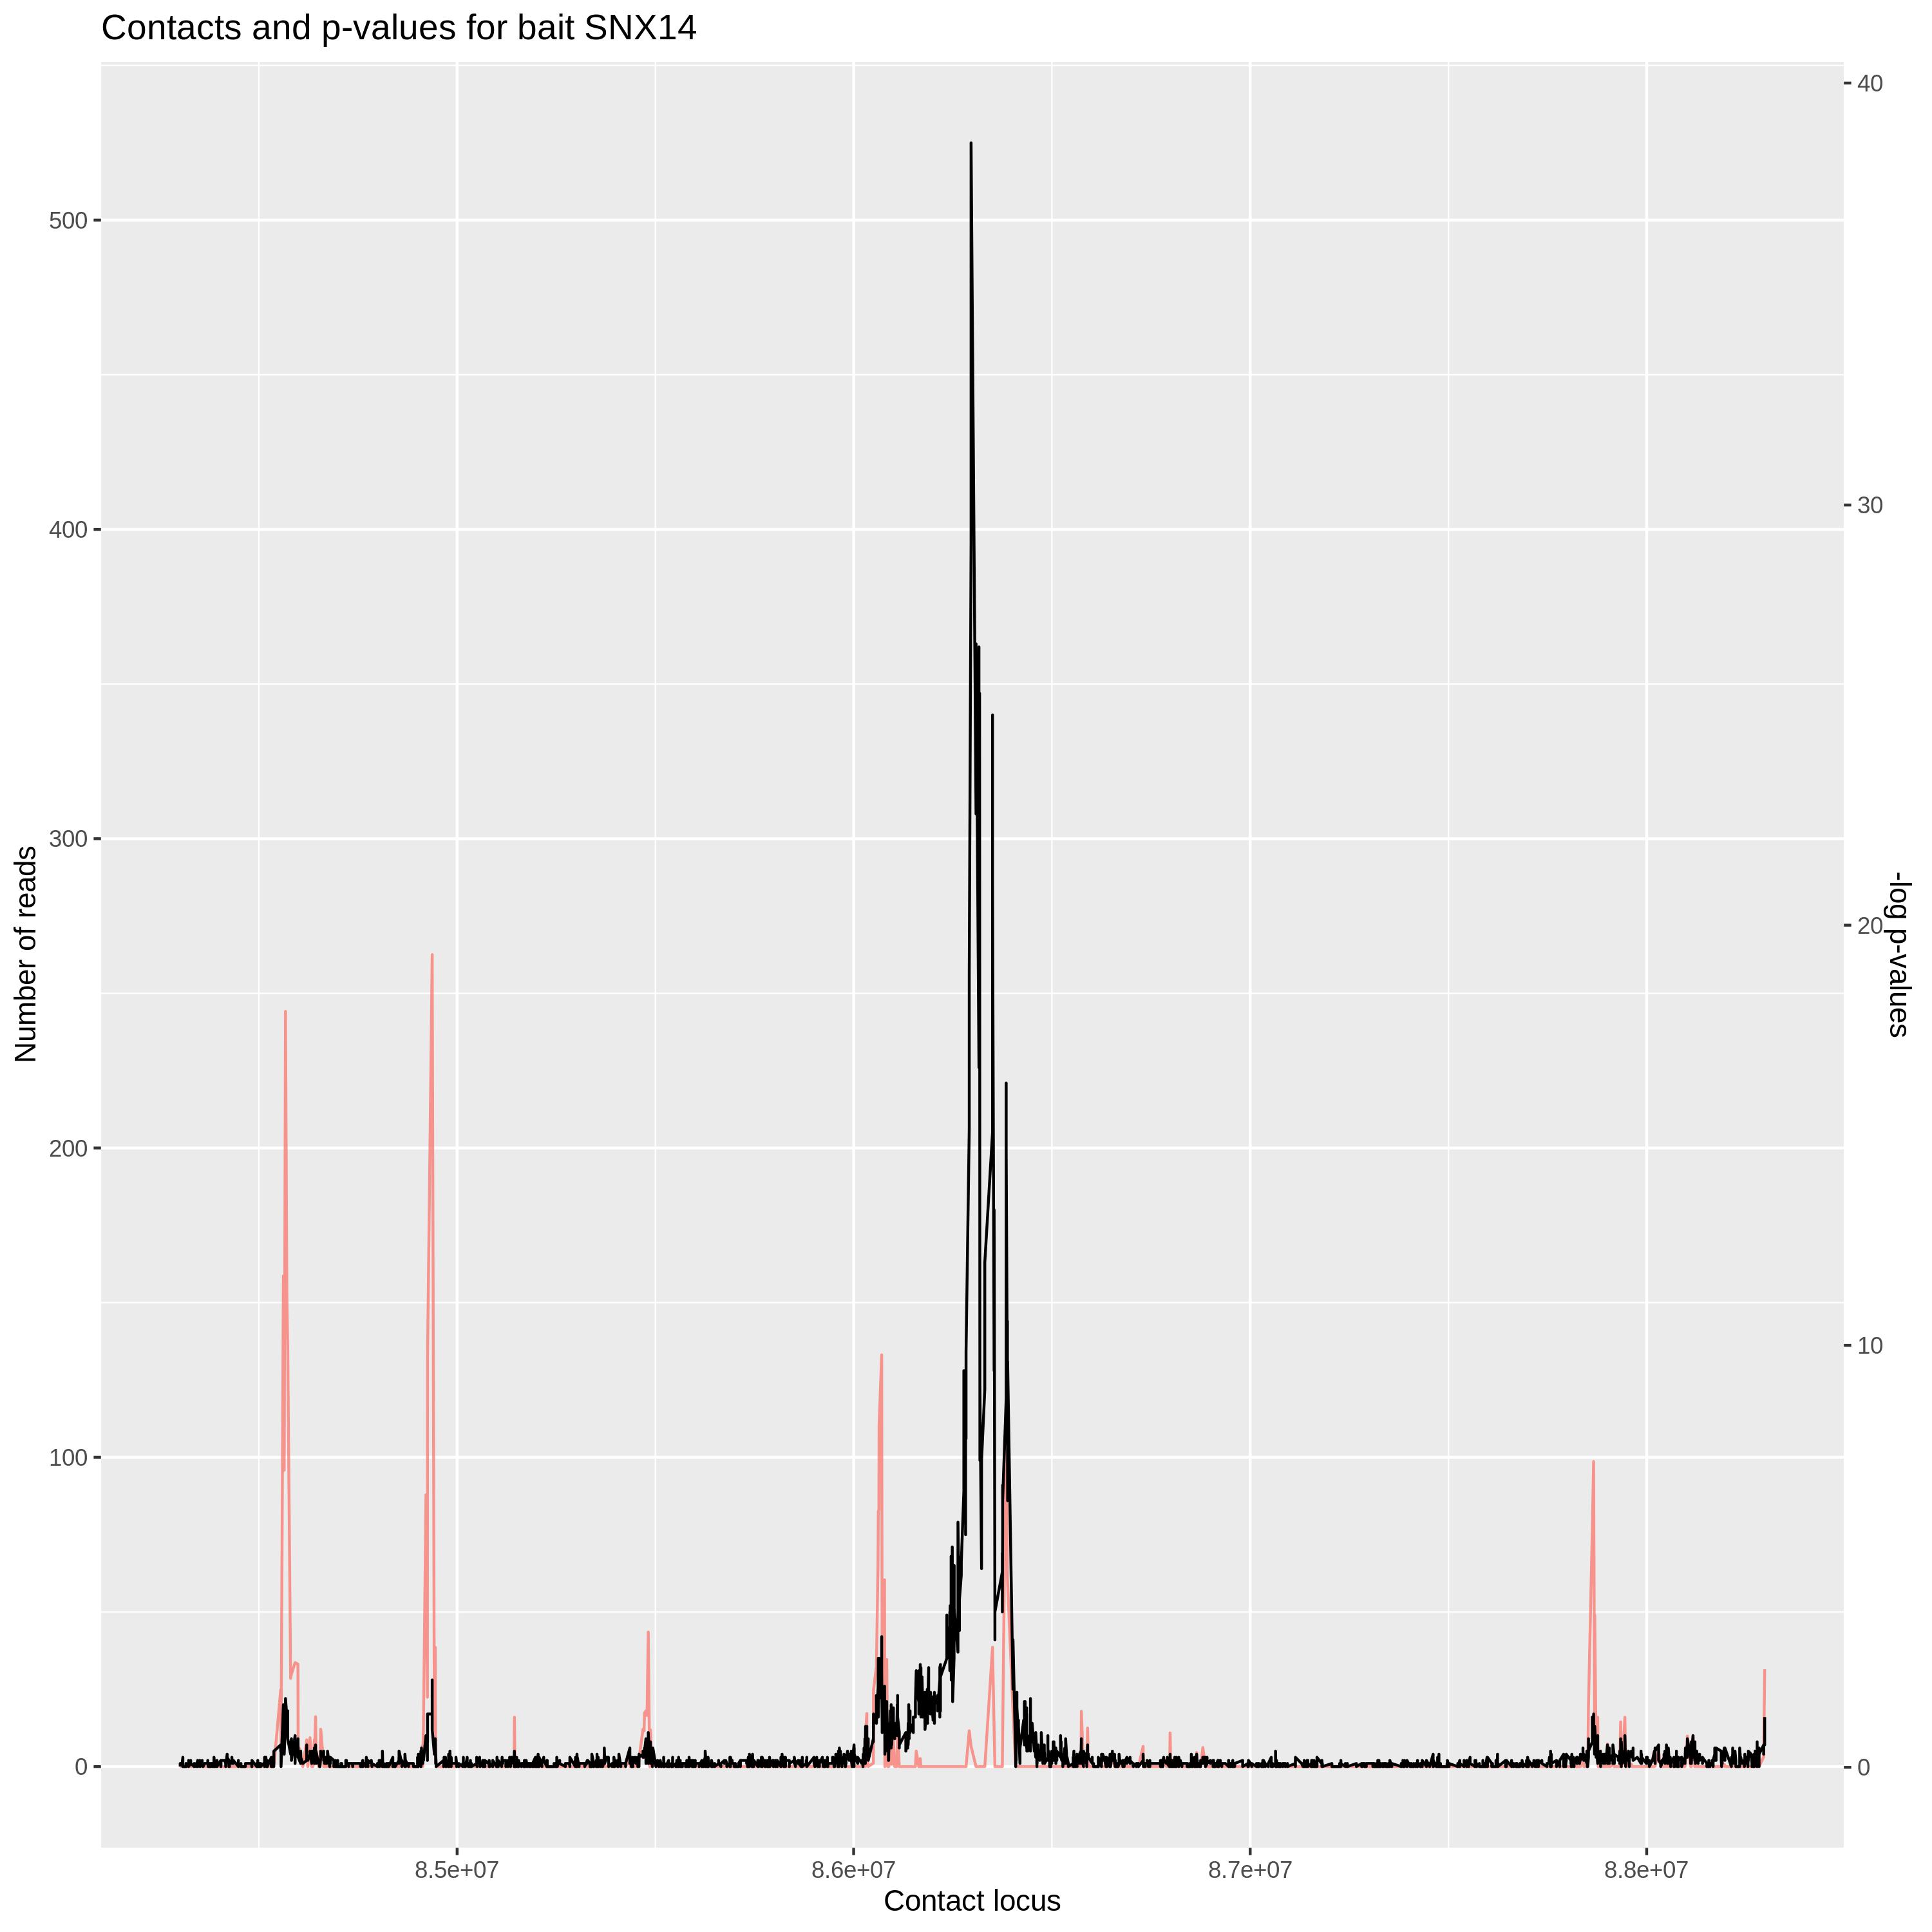 Contacts and p-values for bait SNX14
Number of reads
500
400
300
200
100
0
40
30
20
10
0
-log p-values
8.5e+07 8.6e+07 8.7e+07 8.8e+07
Contact locus